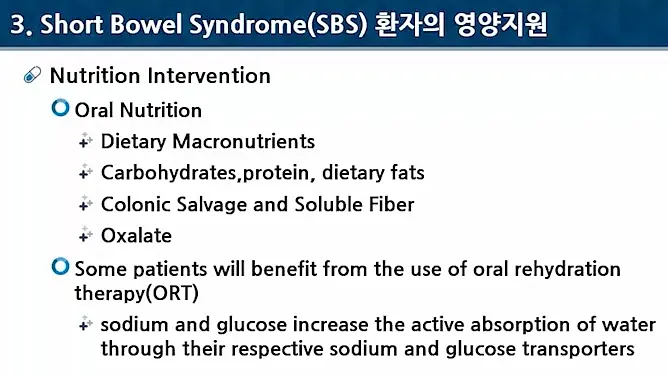 3. Short Bowel Syndrome(SBS) 환자의 영양지원
Nutrition Intervention
Oral Nutrition
Dietary Macronutrients
Carbohydrates,protein, dietary fats
Colonic Salvage and Soluble Fiber
Oxalate
Some patients will benefit from the use of oral rehydration
therapy(ORT)
sodium and glucose increase the active absorption of water
through their respective sodium and glucose transporters